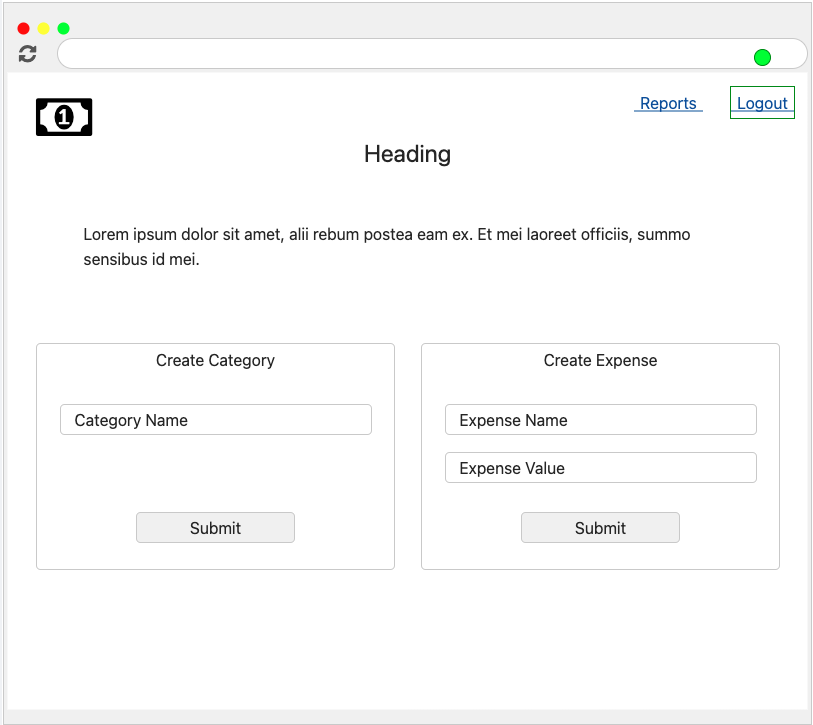 Reports Logout
1
Heading
Lorem ipsum dolor sit amet, alii rebum postea eam ex. Et mei laoreet officiis, summo
sensibus id mei.
Create Category
Category Name
Submit
Create Expense
Expense Name
Expense Value
Submit